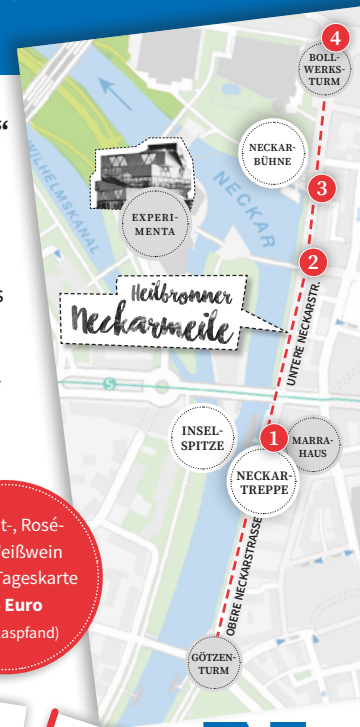 “
4
BOLL-
WERKS-
TURM
NECKAR-
BÜHNE
3
WILHELMSKANAL
NECKAR
EXPERI-
MENTA
2
s
Heilbronner
Neckarmeile
UNTERE NECKARSTR.
S
1
INSEL-
SPITZE
MARRA-
HAUS
NECKAR-
TREPPE
t-, Rosé-
eißwein
Tageskarte
Euro
aspfand)
OBERE NECKARSTRASSE
GÖTZEN-
TURM